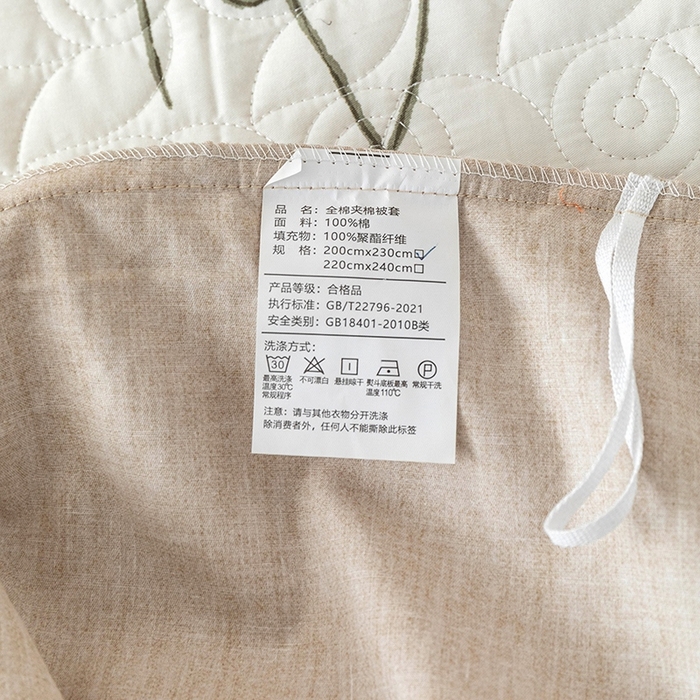 品 名：全棉夹棉被套
面 料：100%棉
填充物：100%聚酯纤维
规 格：200cmx230cm☑
220cmx240cm☐
产品等级：合格品
执行标准：GB/T22796-2021
安全类别：GB18401-2010B类
洗涤方式：
30 P
最高洗涤温度30℃常规程序 不可漂白 悬挂晾干 熨斗底板最高温度110℃ 常规干洗
注意：请与其他衣物分开洗涤
除消费者外，任何人不能撕除此标签